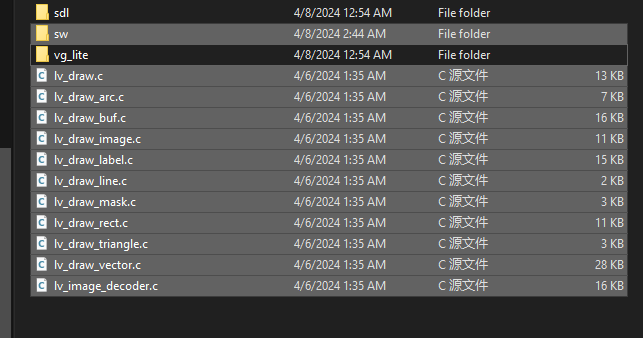 sdl 4/8/2024 12:54 AM File folder
sw 4/8/2024 2:44 AM File folder
vg_lite 4/8/2024 12:54 AM File folder
lv_draw.c 4/6/2024 1:35 AM C 源文件 13 KB
lv_draw_arc.c 4/6/2024 1:35 AM C 源文件 7 KB
lv_draw_buf.c 4/6/2024 1:35 AM C 源文件 16 KB
lv_draw_image.c 4/6/2024 1:35 AM C 源文件 11 KB
lv_draw_label.c 4/6/2024 1:35 AM C 源文件 15 KB
lv_draw_line.c 4/6/2024 1:35 AM C 源文件 2 KB
lv_draw_mask.c 4/6/2024 1:35 AM C 源文件 3 KB
lv_draw_rect.c 4/6/2024 1:35 AM C 源文件 11 KB
lv_draw_triangle.c 4/6/2024 1:35 AM C 源文件 3 KB
lv_draw_vector.c 4/6/2024 1:35 AM C 源文件 28 KB
lv_image_decoder.c 4/6/2024 1:35 AM C 源文件 16 KB